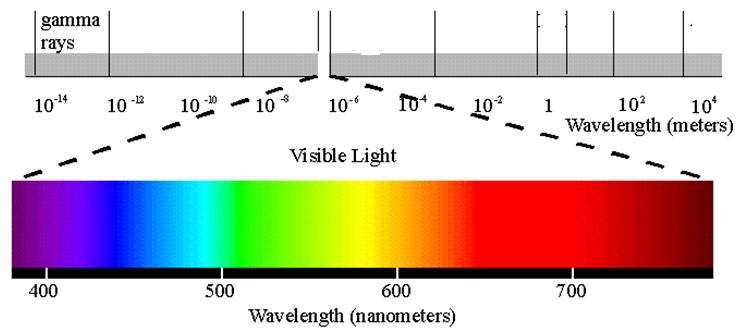 gamma
rays
10^-14 10^-12 10^-10 10^-8 10^-6 10^-4 10^-2 1 10^2 10^4
Wavelength (meters)
Visible Light
400 500 600 700
Wavelength (nanometers)